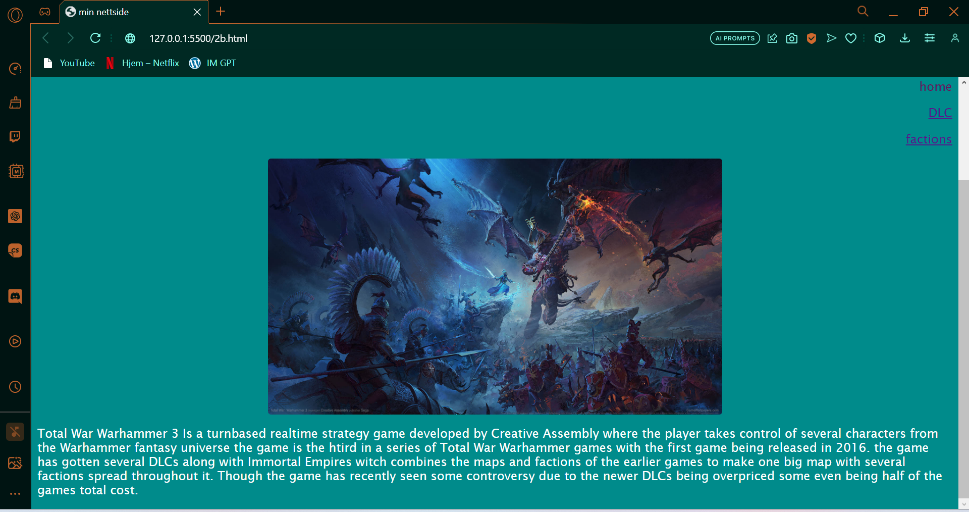 min nettside
127.0.0.1:5500/2b.html
AI PROMPTS
YouTube
Hjem – Netflix
IM GPT
home
DLC
factions
Total War Warhammer 3 Is a turnbased realtime strategy game developed by Creative Assembly where the player takes control of several characters from
the Warhammer fantasy universe the game is the htird in a series of Total War Warhammer games with the first game being released in 2016. the game
has gotten several DLCs along with Immortal Empires witch combines the maps and factions of the earlier games to make one big map with several
factions spread throughout it. Though the game has recently seen some controversy due to the newer DLCs being overpriced some even being half of the
games total cost.